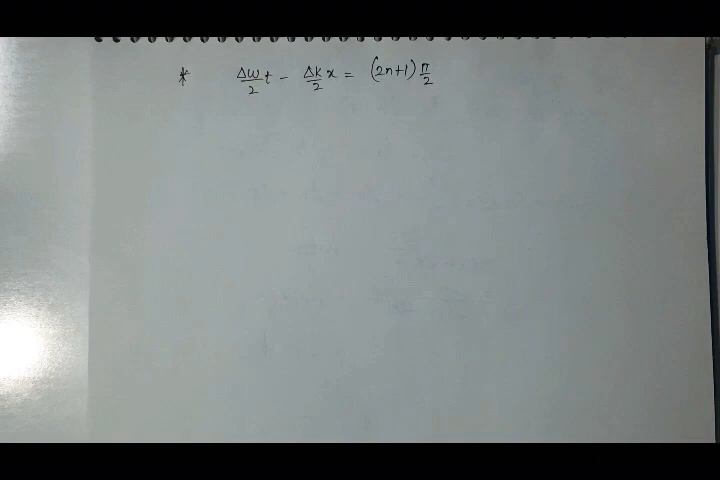 * Δω/2 t - Δk/2 x = (2n+1) π/2